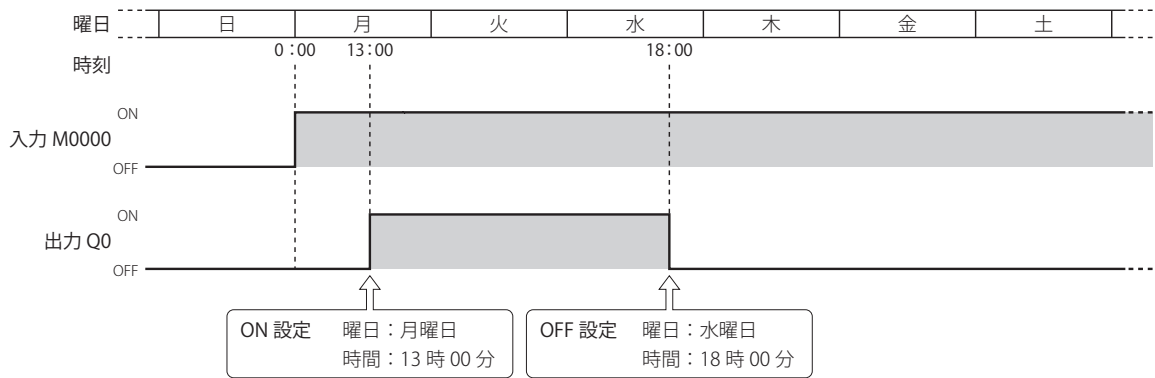 曜日 日 月 火 水 木 金 土
時刻 0:00 13:00 18:00
ON
入力 M0000
OFF
ON
出力 Q0
OFF
ON 設定 曜日：月曜日
時間：13 時 00 分
OFF 設定 曜日：水曜日
時間：18 時 00 分